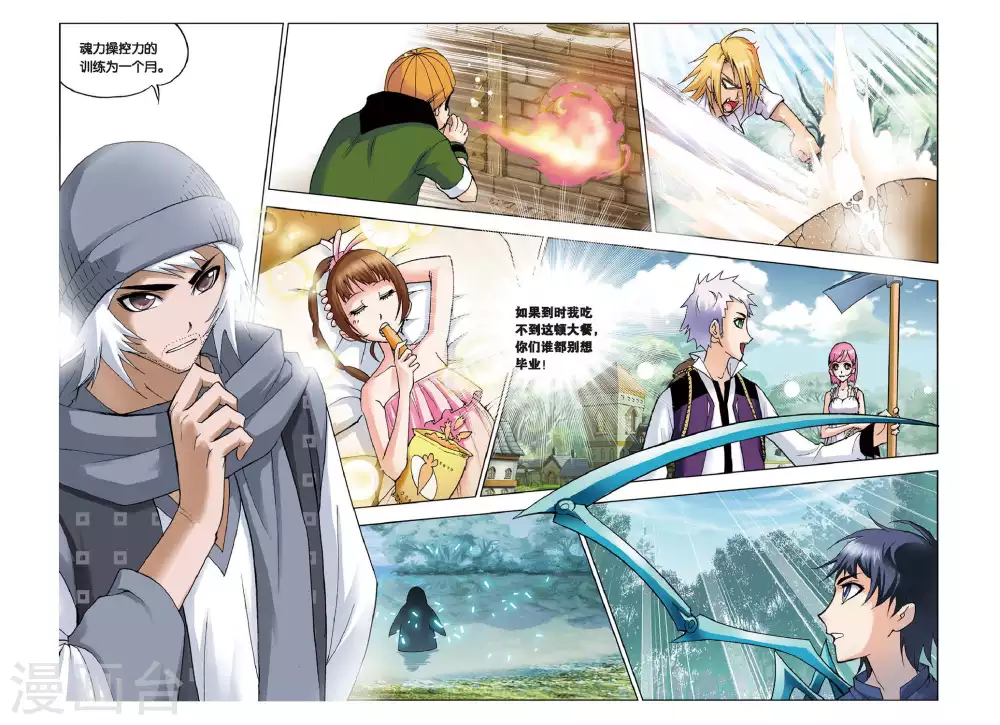 魂力操控力的
训练为一个月。
如果到时我吃
不到这顿大餐，
你们谁都别想
毕业！
漫画台